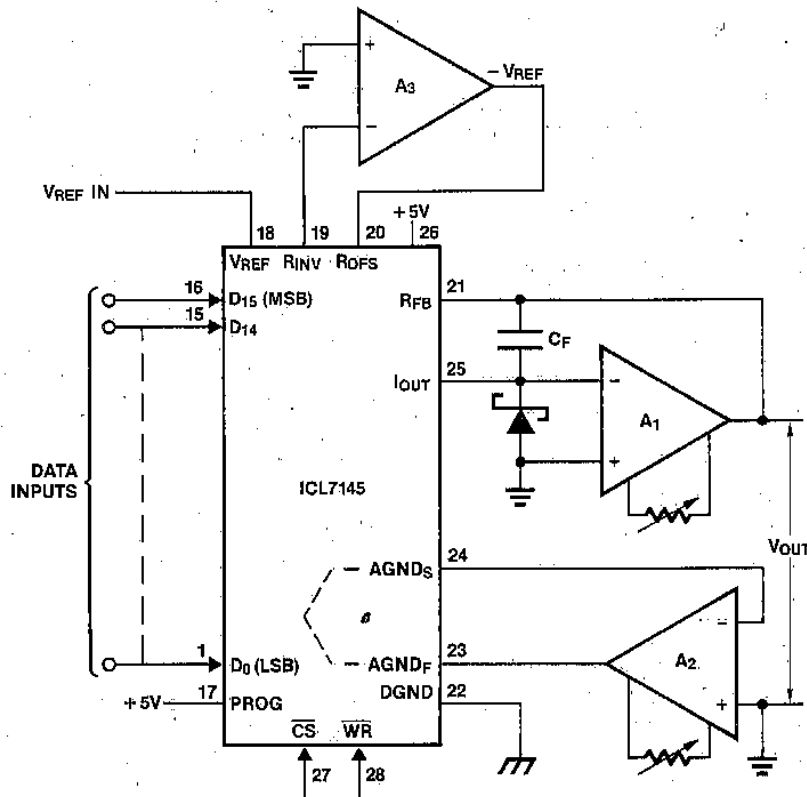 +
A3
−
− VREF
VREF IN
+5V
18 19 20 26
VREF RINV ROFS
16 D15 (MSB)
15 D14
RFB 21
CF
IOUT 25
−
A1
+
DATA
INPUTS
ICL7145
VOUT
AGNDS 24
−
A2
+
AGNDF 23
1 D0 (LSB)
DGND 22
+5V 17 PROG
CS WR
27 28